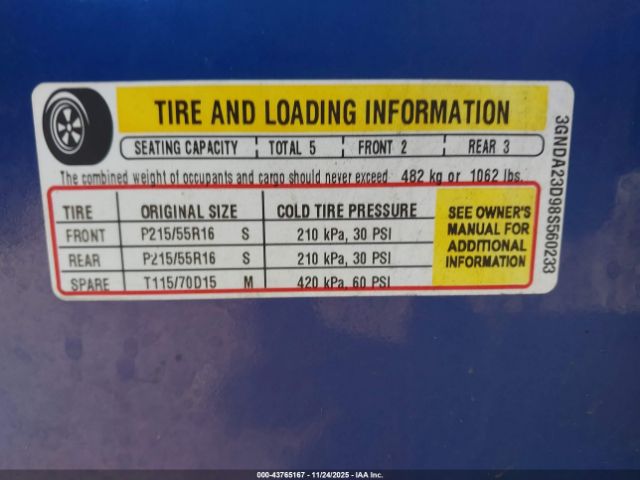 TIRE AND LOADING INFORMATION
SEATING CAPACITY TOTAL 5 FRONT 2 REAR 3
The combined weight of occupants and cargo should never exceed 482 kg or 1062 lbs.
TIRE ORIGINAL SIZE COLD TIRE PRESSURE
FRONT P215/55R16 S 210 kPa, 30 PSI
REAR P215/55R16 S 210 kPa, 30 PSI
SPARE T115/70D15 M 420 kPa, 60 PSI
SEE OWNER'S
MANUAL FOR
ADDITIONAL
INFORMATION
3GNDA23D98S560233
000-43765167 - 11/24/2025 - IAA Inc.